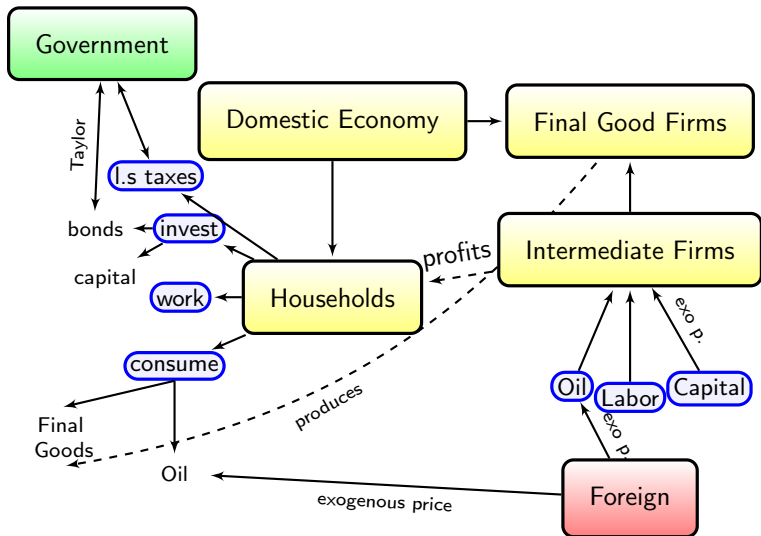 Government
Domestic Economy
Final Good Firms
Taylor
l.s taxes
bonds
invest
profits
Intermediate Firms
capital
work
Households
exo p.
consume
Oil
Labor
Capital
produces
Final
Goods
exo p.
Oil
exogenous price
Foreign